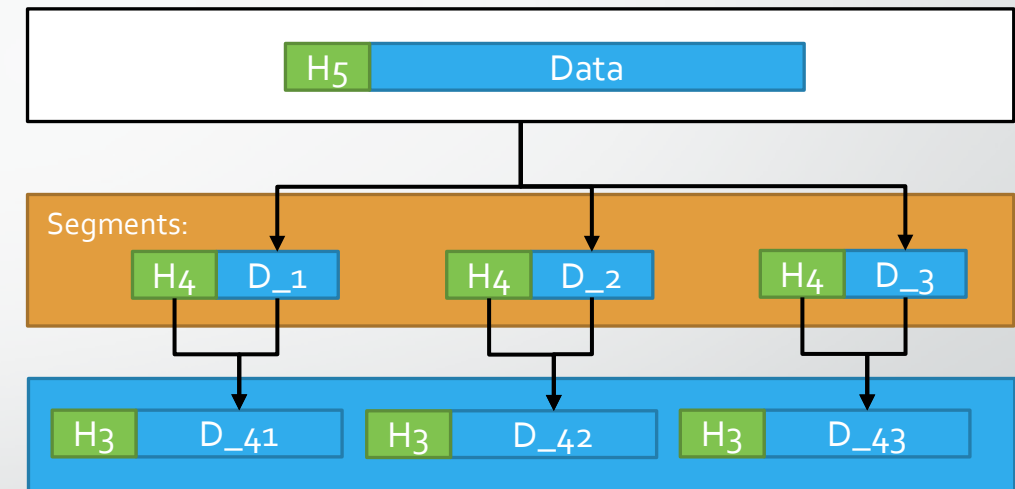 H5 Data
Segments:
H4 D_1 H4 D_2 H4 D_3
H3 D_41 H3 D_42 H3 D_43